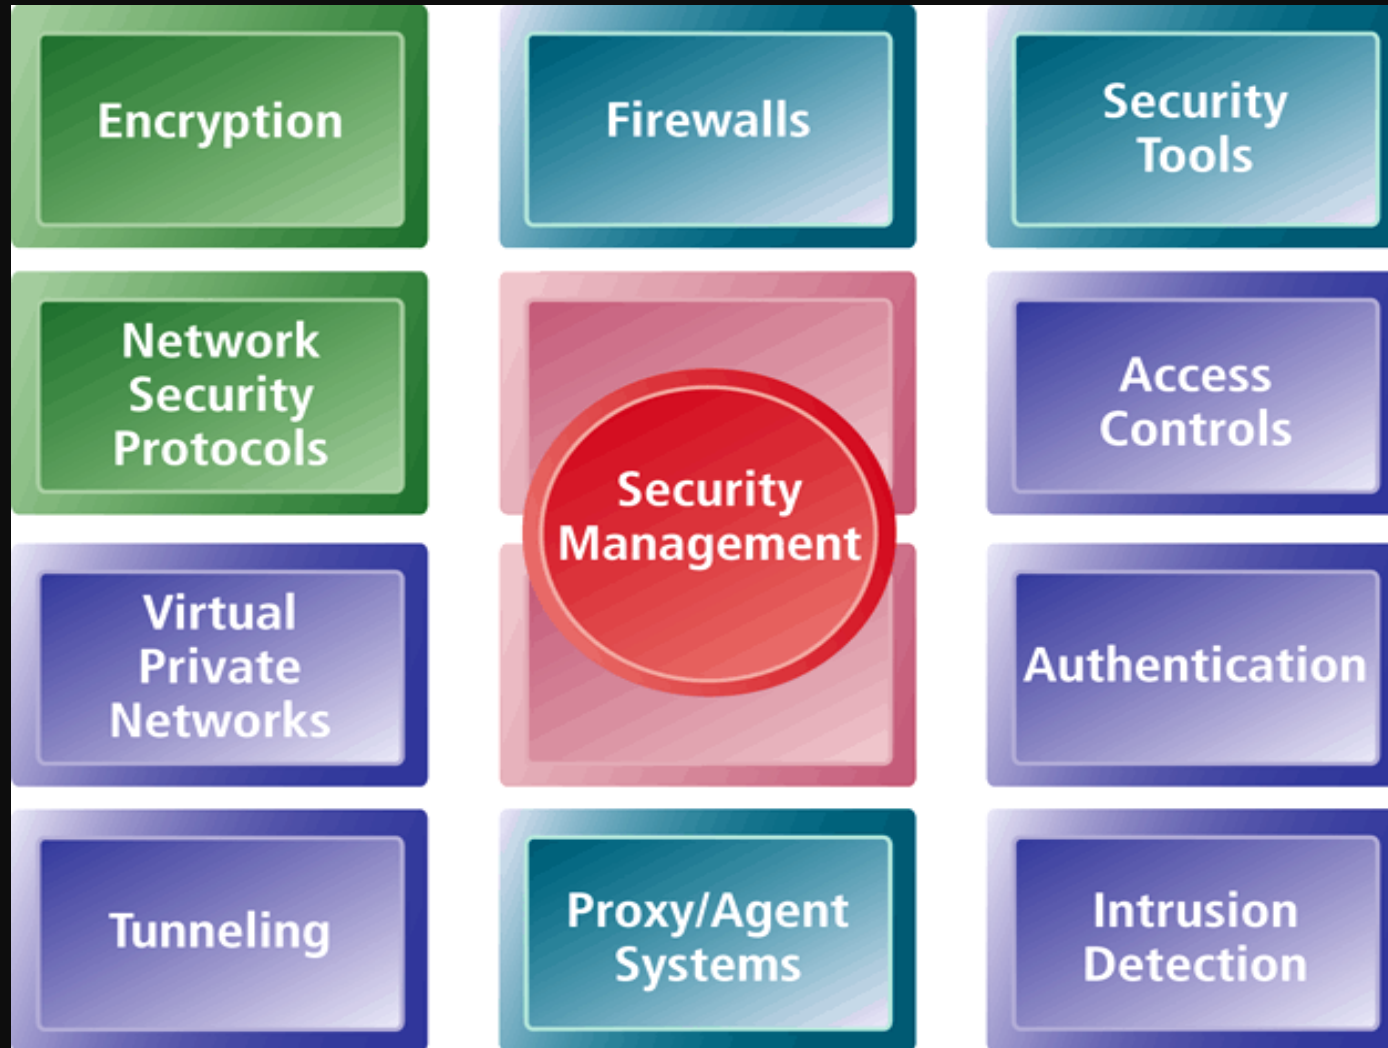 Encryption
Firewalls
Security
Tools
Network
Security
Protocols
Security
Management
Access
Controls
Virtual
Private
Networks
Authentication
Tunneling
Proxy/Agent
Systems
Intrusion
Detection